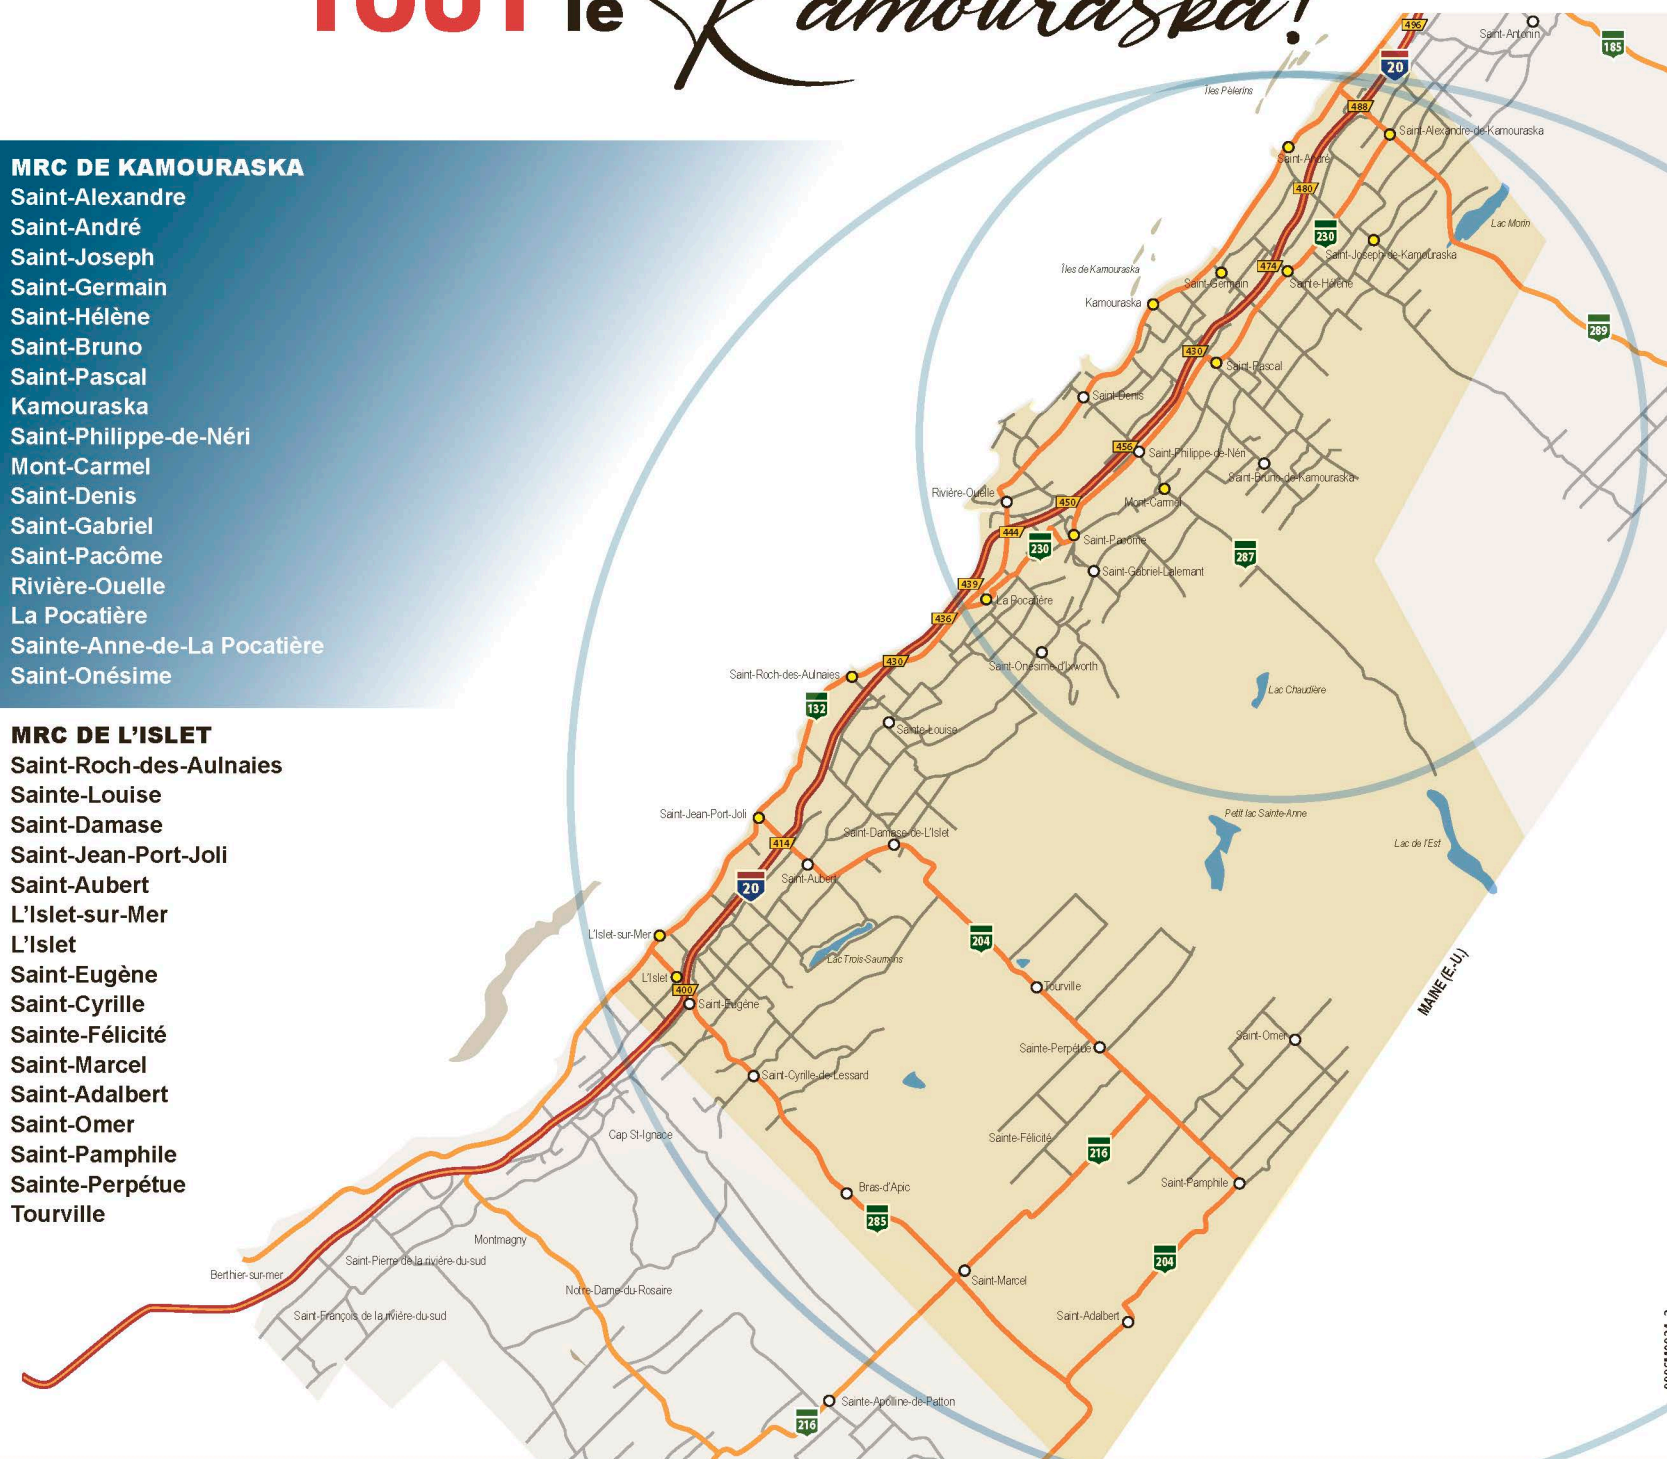 TOUT le Kamouraska!
MRC DE KAMOURASKA
Saint-Alexandre
Saint-André
Saint-Joseph
Saint-Germain
Saint-Hélène
Saint-Bruno
Saint-Pascal
Kamouraska
Saint-Philippe-de-Néri
Mont-Carmel
Saint-Denis
Saint-Gabriel
Saint-Pacôme
Rivière-Ouelle
La Pocatière
Sainte-Anne-de-La Pocatière
Saint-Onésime
MRC DE L'ISLET
Saint-Roch-des-Aulnaies
Sainte-Louise
Saint-Damase
Saint-Jean-Port-Joli
Saint-Aubert
L'Islet-sur-Mer
L'Islet
Saint-Eugène
Saint-Cyrille
Sainte-Félicité
Saint-Marcel
Saint-Adalbert
Saint-Omer
Saint-Pamphile
Sainte-Perpétue
Tourville
496
Saint-Antonin
185
20
Îles Pèlerins
488
Saint-Alexandre-de-Kamouraska
Saint-André
480
Lac Morin
230
Saint-Joseph-de-Kamouraska
Îles de Kamouraska
474
Saint-Germain
Sainte-Hélène
Kamouraska
289
430
Saint-Pascal
Saint-Denis
456
Saint-Philippe-de-Néri
Saint-Bruno-de-Kamouraska
Rivière-Ouelle
450
Mont-Carmel
444
230
Saint-Pacôme
287
Saint-Gabriel-Lalemant
439
La Pocatière
436
430
Saint-Onésime-d'Ixworth
Saint-Roch-des-Aulnaies
Lac Chaudière
132
Sainte-Louise
Saint-Jean-Port-Joli
Petit lac Sainte-Anne
414
Saint-Damase-de-L'Islet
Lac de l'Est
Saint-Aubert
20
L'Islet-sur-Mer
204
Lac Trois-Saumons
L'Islet
400
Tourville
MAINE (E.-U.)
Saint-Eugène
Saint-Omer
Sainte-Perpétue
Saint-Cyrille-de-Lessard
Cap St-Ignace
Sainte-Félicité
216
Saint-Pamphile
Bras-d'Apic
285
Montmagny
204
Saint-Pierre de la rivière-du-sud
Berthier-sur-mer
Saint-Marcel
Notre-Dame-du-Rosaire
Saint-François de la rivière-du-sud
Saint-Adalbert
Sainte-Apolline-de-Patton
216